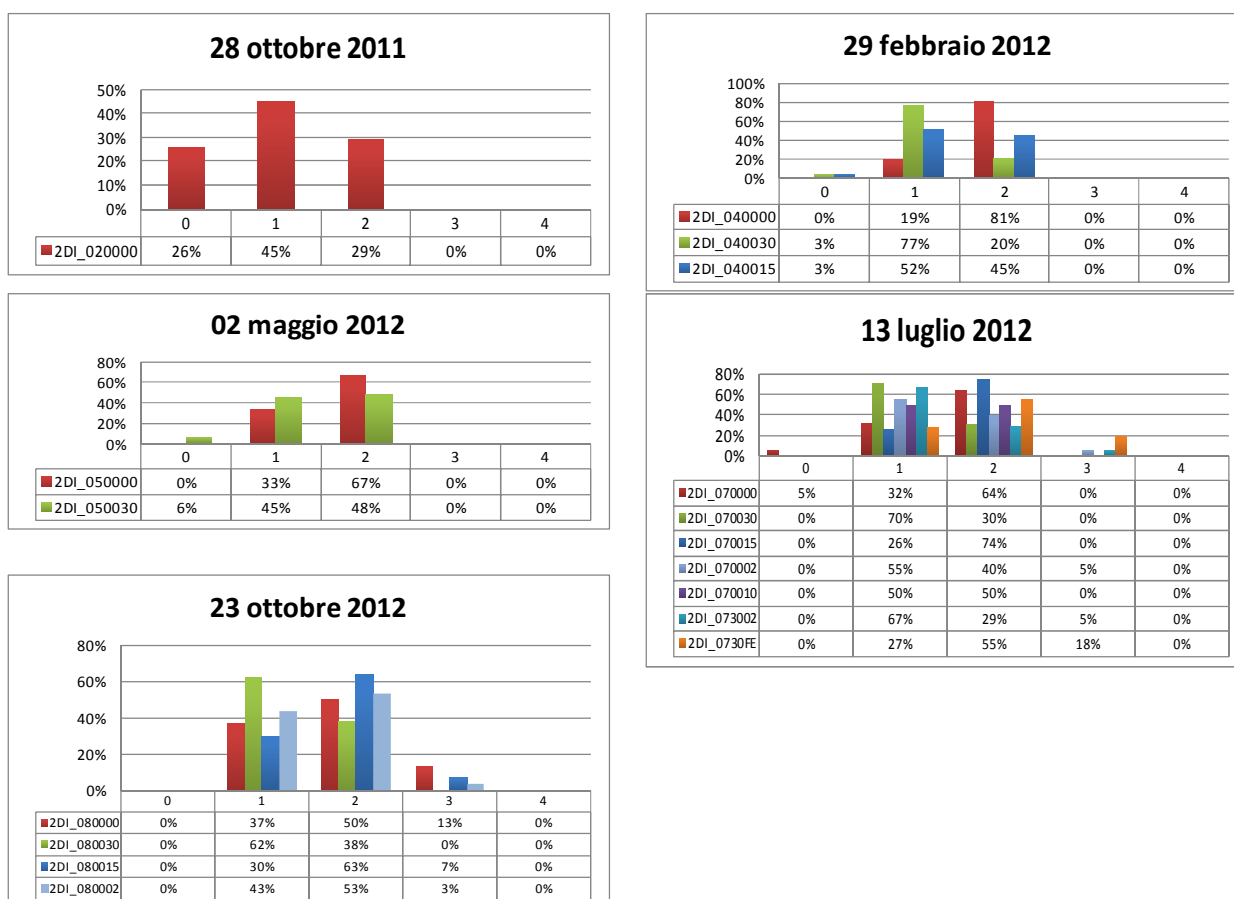 28 ottobre 2011
50%
40%
30%
20%
10%
0%
0 1 2 3 4
2DI_020000 26% 45% 29% 0% 0%
29 febbraio 2012
100%
80%
60%
40%
20%
0%
0 1 2 3 4
2DI_040000 0% 19% 81% 0% 0%
2DI_040030 3% 77% 20% 0% 0%
2DI_040015 3% 52% 45% 0% 0%
02 maggio 2012
80%
60%
40%
20%
0%
0 1 2 3 4
2DI_050000 0% 33% 67% 0% 0%
2DI_050030 6% 45% 48% 0% 0%
13 luglio 2012
80%
60%
40%
20%
0%
0 1 2 3 4
2DI_070000 5% 32% 64% 0% 0%
2DI_070030 0% 70% 30% 0% 0%
2DI_070015 0% 26% 74% 0% 0%
2DI_070002 0% 55% 40% 5% 0%
2DI_070010 0% 50% 50% 0% 0%
2DI_073002 0% 67% 29% 5% 0%
2DI_0730FE 0% 27% 55% 18% 0%
23 ottobre 2012
80%
60%
40%
20%
0%
0 1 2 3 4
2DI_080000 0% 37% 50% 13% 0%
2DI_080030 0% 62% 38% 0% 0%
2DI_080015 0% 30% 63% 7% 0%
2DI_080002 0% 43% 53% 3% 0%